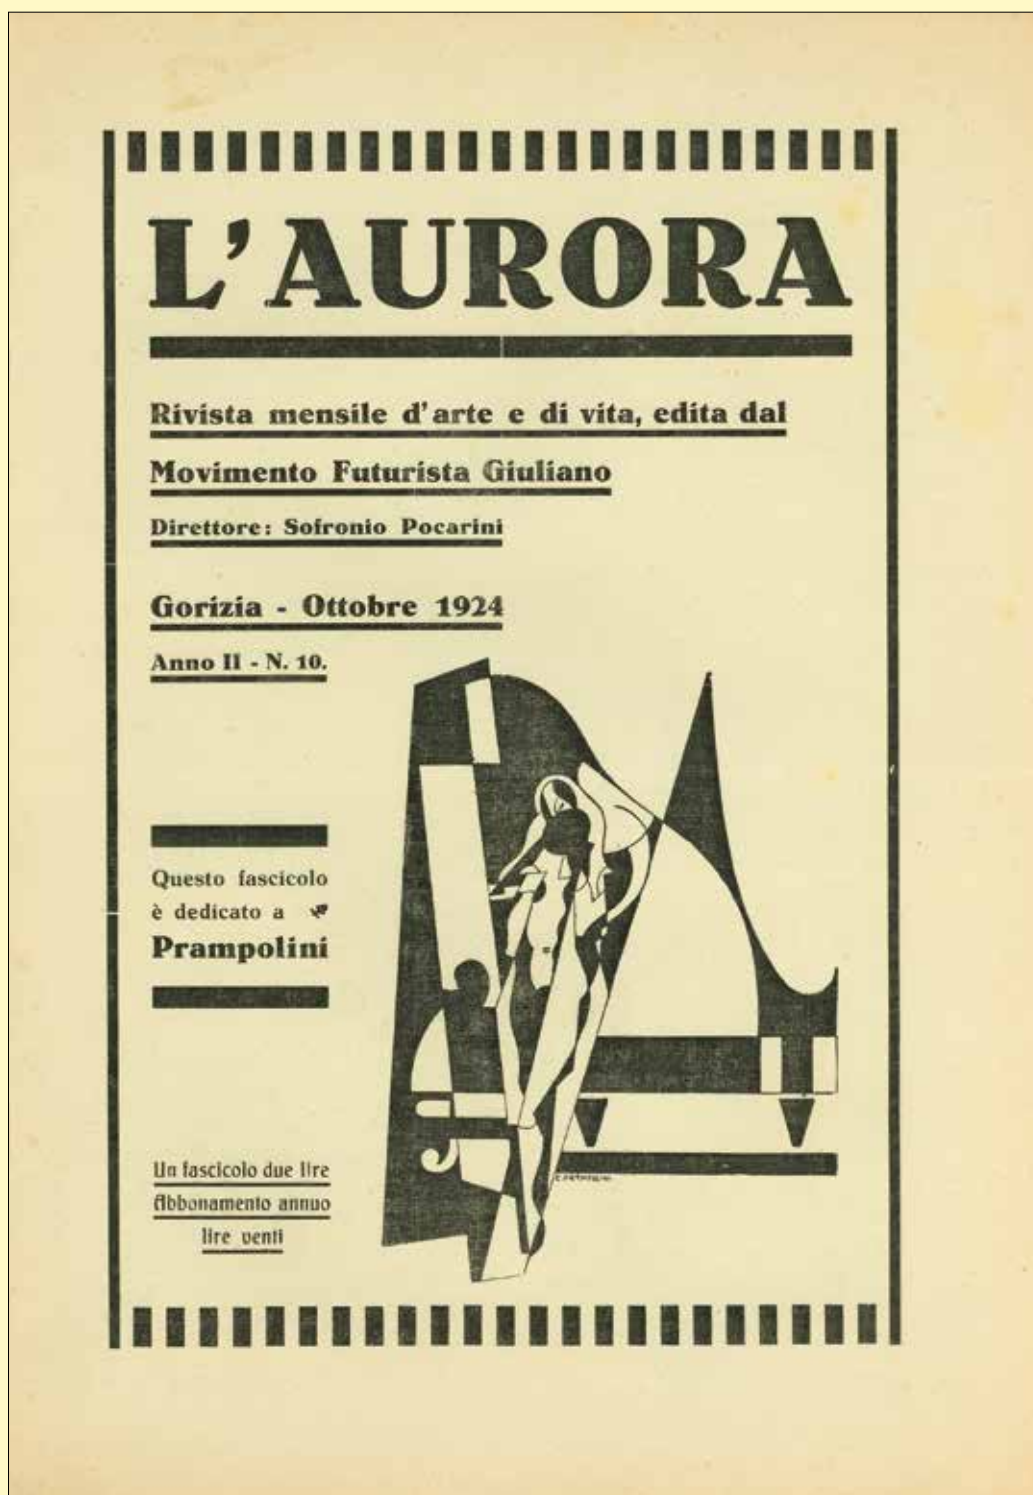 L'AURORA
Rivista mensile d'arte e di vita, edita dal
Movimento Futurista Giuliano
Direttore: Sofronio Pocarini
Gorizia - Ottobre 1924
Anno II - N. 10.
Questo fascicolo
è dedicato a
Prampolini
Un fascicolo due lire
Abbonamento annuo
lire venti